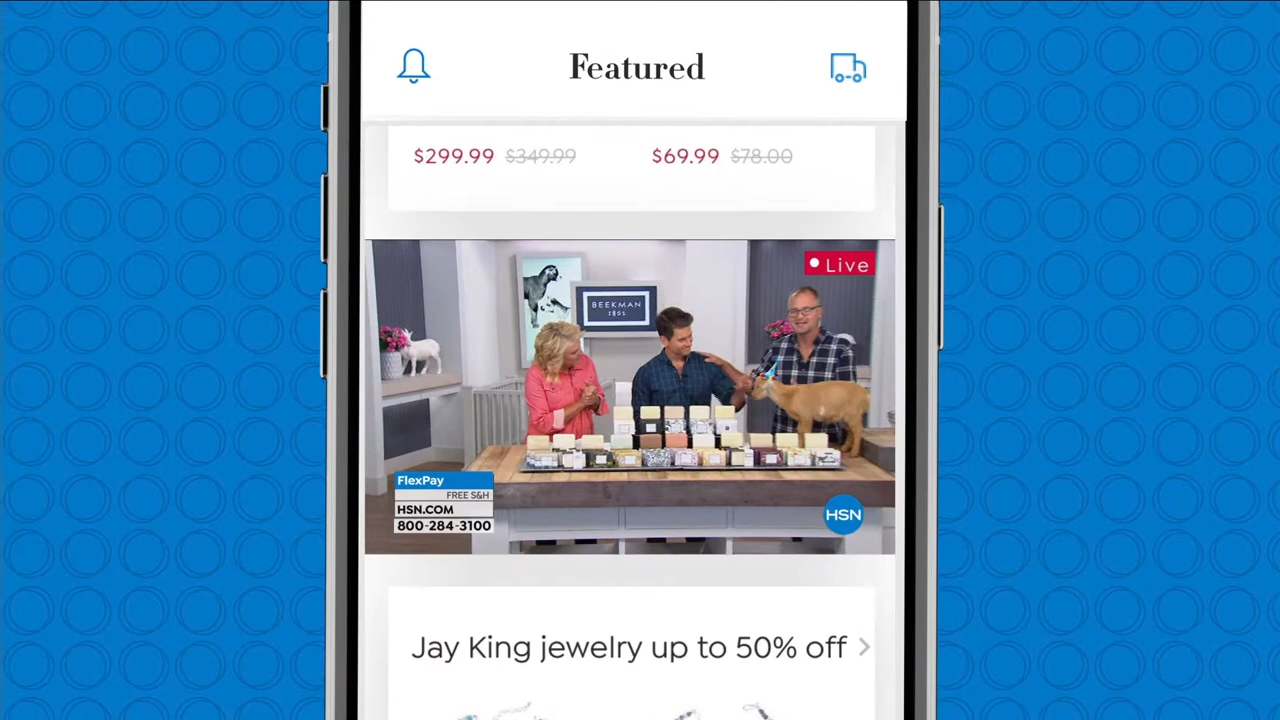 Featured
$299.99 $349.99 $69.99 $78.00
Live
BEEKMAN
1802
FlexPay
FREE S&H
HSN.COM
800-284-3100
HSN
Jay King jewelry up to 50% off